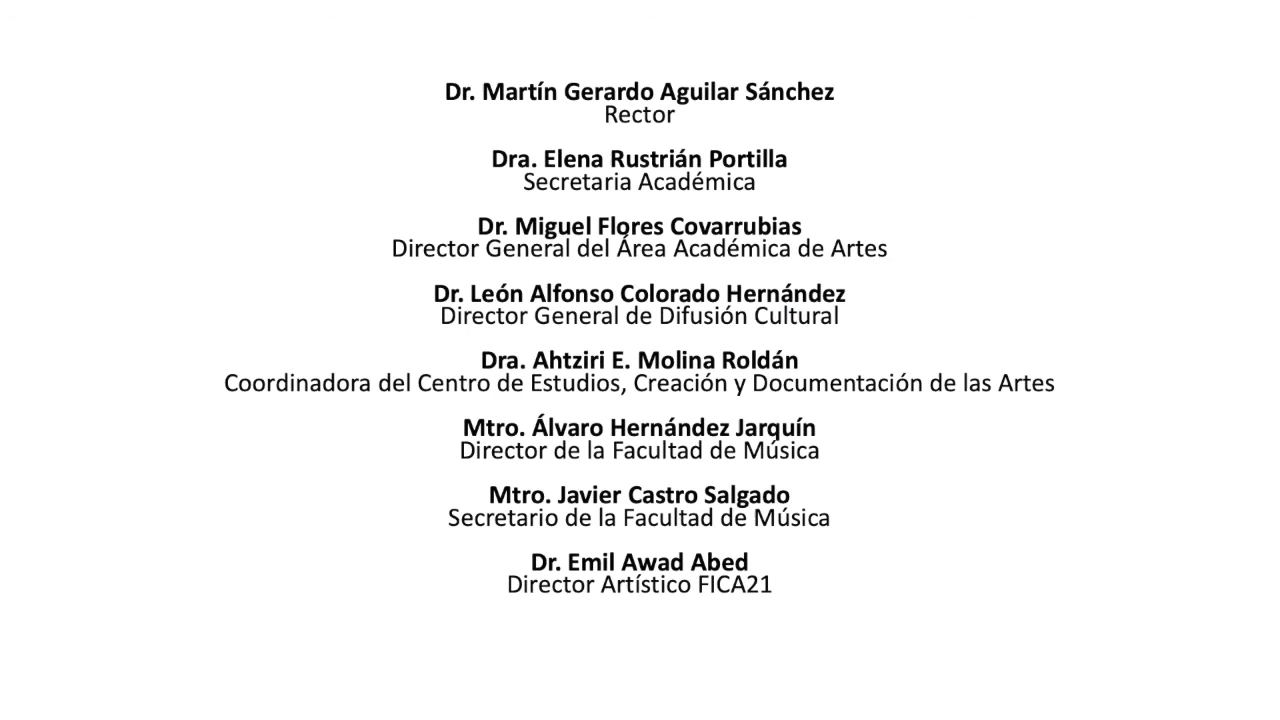 Dr. Martín Gerardo Aguilar Sánchez
Rector
Dra. Elena Rustrián Portilla
Secretaria Académica
Dr. Miguel Flores Covarrubias
Director General del Área Académica de Artes
Dr. León Alfonso Colorado Hernández
Director General de Difusión Cultural
Dra. Ahtziri E. Molina Roldán
Coordinadora del Centro de Estudios, Creación y Documentación de las Artes
Mtro. Álvaro Hernández Jarquín
Director de la Facultad de Música
Mtro. Javier Castro Salgado
Secretario de la Facultad de Música
Dr. Emil Awad Abed
Director Artístico FICA21